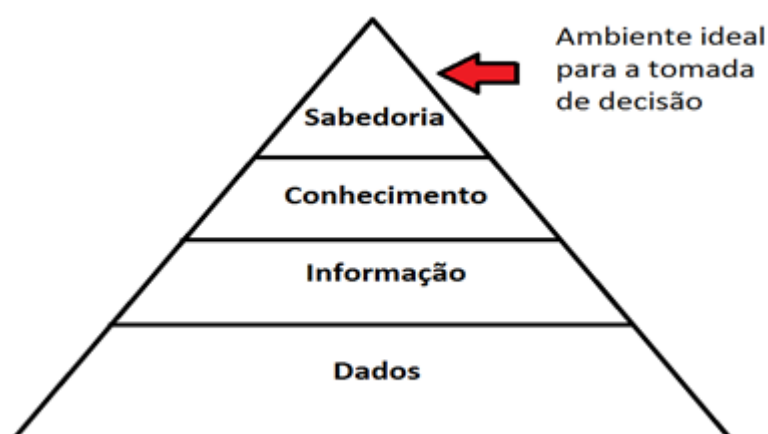 Ambiente ideal
para a tomada
de decisão
Sabedoria
Conhecimento
Informação
Dados